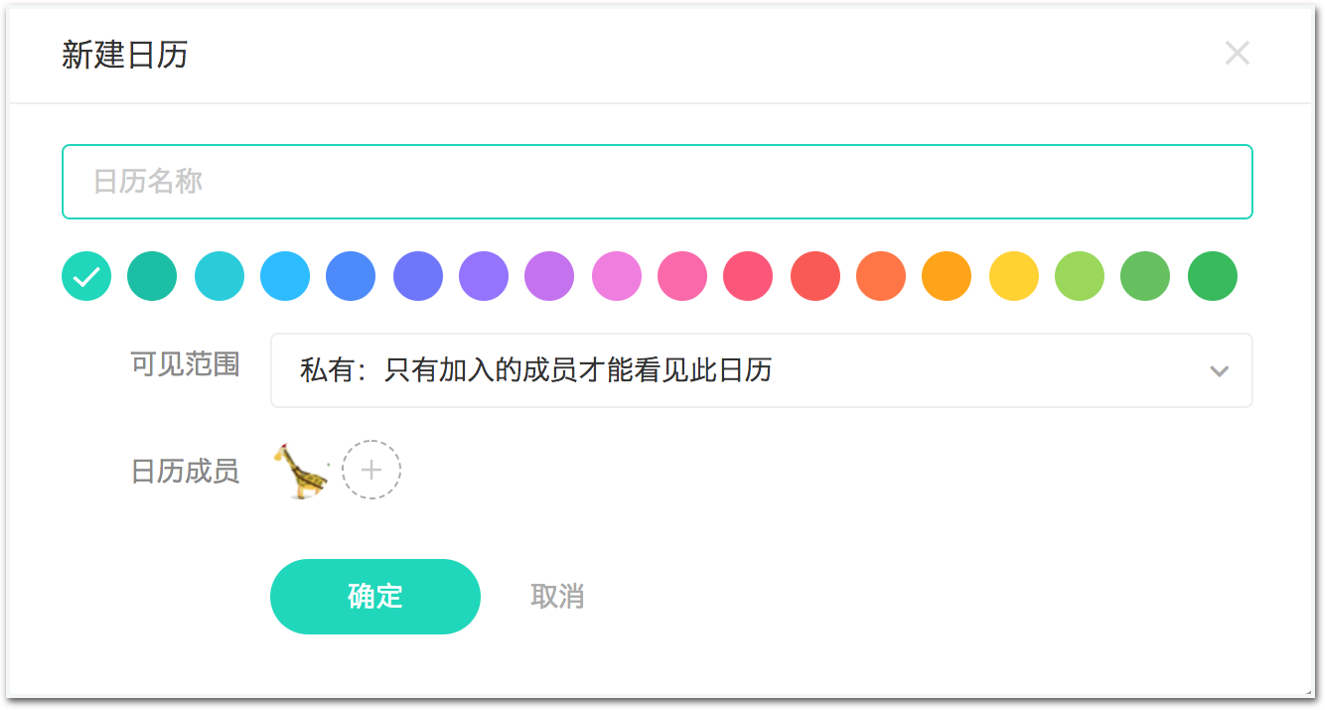 新建日历
日历名称
可见范围
私有：只有加入的成员才能看见此日历
日历成员
确定
取消